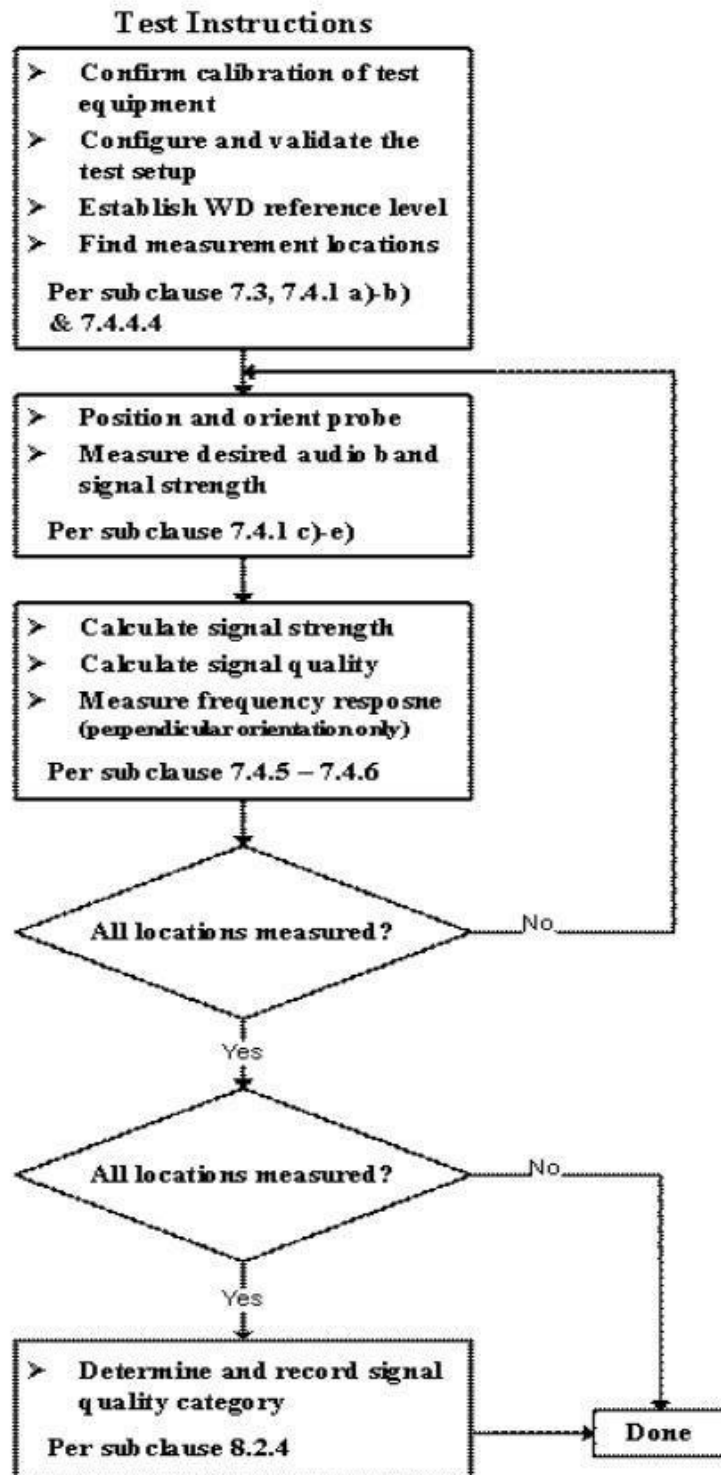 Test Instructions
➢ Confirm calibration of test
equipment
➢ Configure and validate the
test setup
➢ Establish WD reference level
➢ Find measurement locations
Per subclause 7.3, 7.4.1 a)-b)
& 7.4.4.4
➢ Position and orient probe
➢ Measure desired audio band
signal strength
Per subclause 7.4.1 c)-e)
➢ Calculate signal strength
➢ Calculate signal quality
➢ Measure frequency resposne
(perpendicular orientation only)
Per subclause 7.4.5 – 7.4.6
All locations measured?
No
Yes
All locations measured?
No
Yes
➢ Determine and record signal
quality category
Per subclause 8.2.4
Done